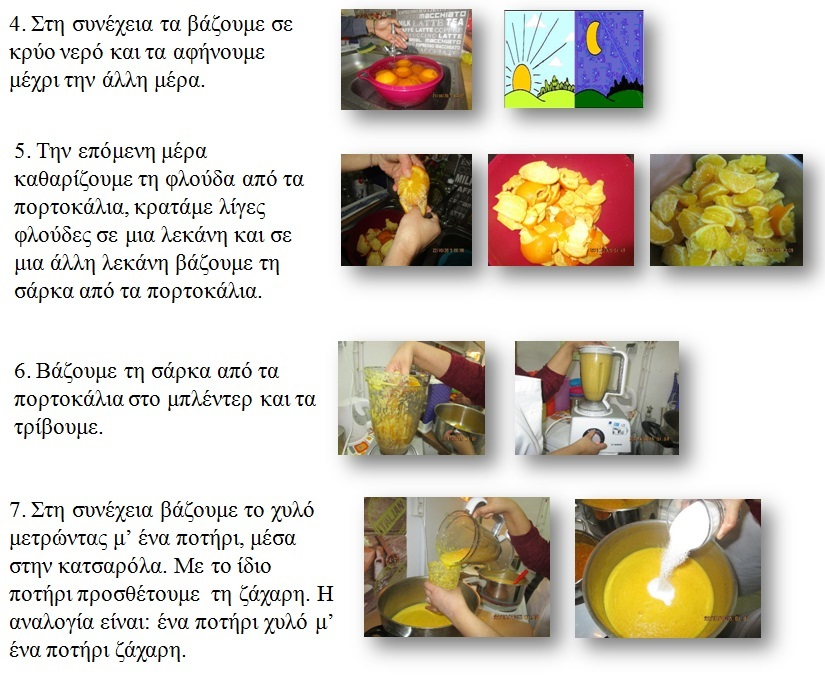 4. Στη συνέχεια τα βάζουμε σε
κρύο νερό και τα αφήνουμε
μέχρι την άλλη μέρα.
MACCHIATO
LATTE TEA
5. Την επόμενη μέρα
καθαρίζουμε τη φλούδα από τα
πορτοκάλια, κρατάμε λίγες
φλούδες σε μια λεκάνη και σε
μια άλλη λεκάνη βάζουμε τη
σάρκα από τα πορτοκάλια.
6. Βάζουμε τη σάρκα από τα
πορτοκάλια στο μπλέντερ και τα
τρίβουμε.
7. Στη συνέχεια βάζουμε το χυλό
μετρώντας μ’ ένα ποτήρι, μέσα
στην κατσαρόλα. Με το ίδιο
ποτήρι προσθέτουμε τη ζάχαρη. Η
αναλογία είναι: ένα ποτήρι χυλό μ’
ένα ποτήρι ζάχαρη.